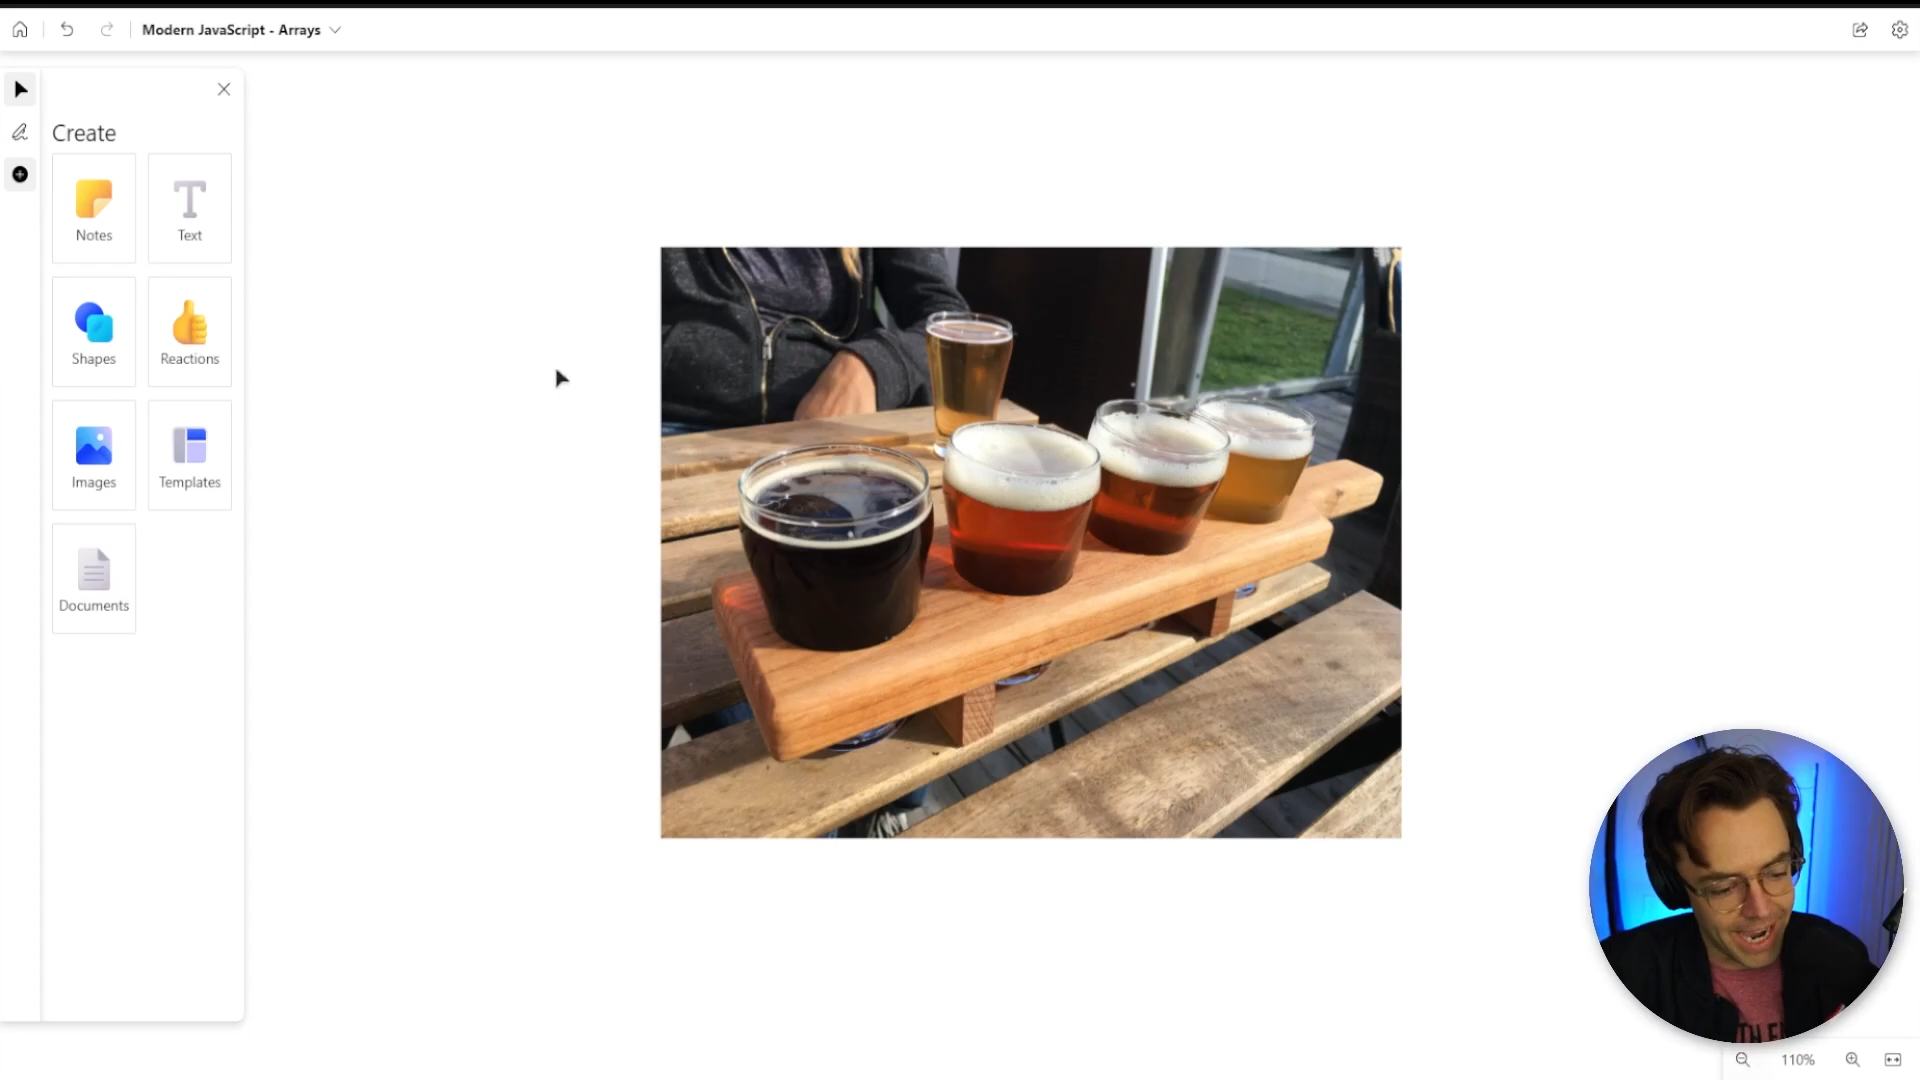 Modern JavaScript - Arrays
Create
Notes
Text
Shapes
Reactions
Images
Templates
Documents
110%